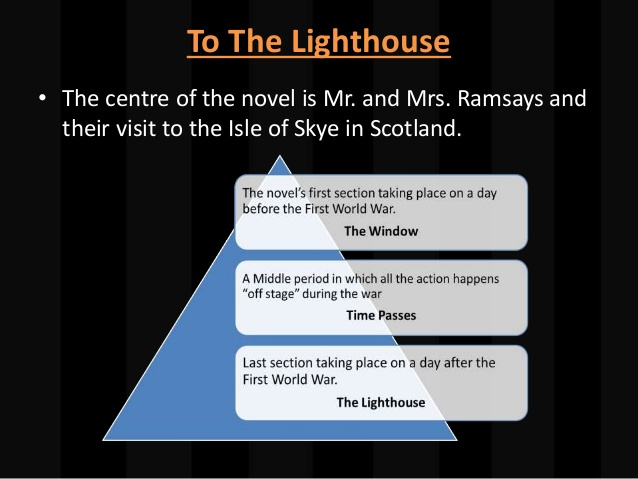 To The Lighthouse
• The centre of the novel is Mr. and Mrs. Ramsays and
their visit to the Isle of Skye in Scotland.
The novel's first section taking place on a day
before the First World War.
The Window
A Middle period in which all the action happens
“off stage” during the war
Time Passes
Last section taking place on a day after the
First World War.
The Lighthouse